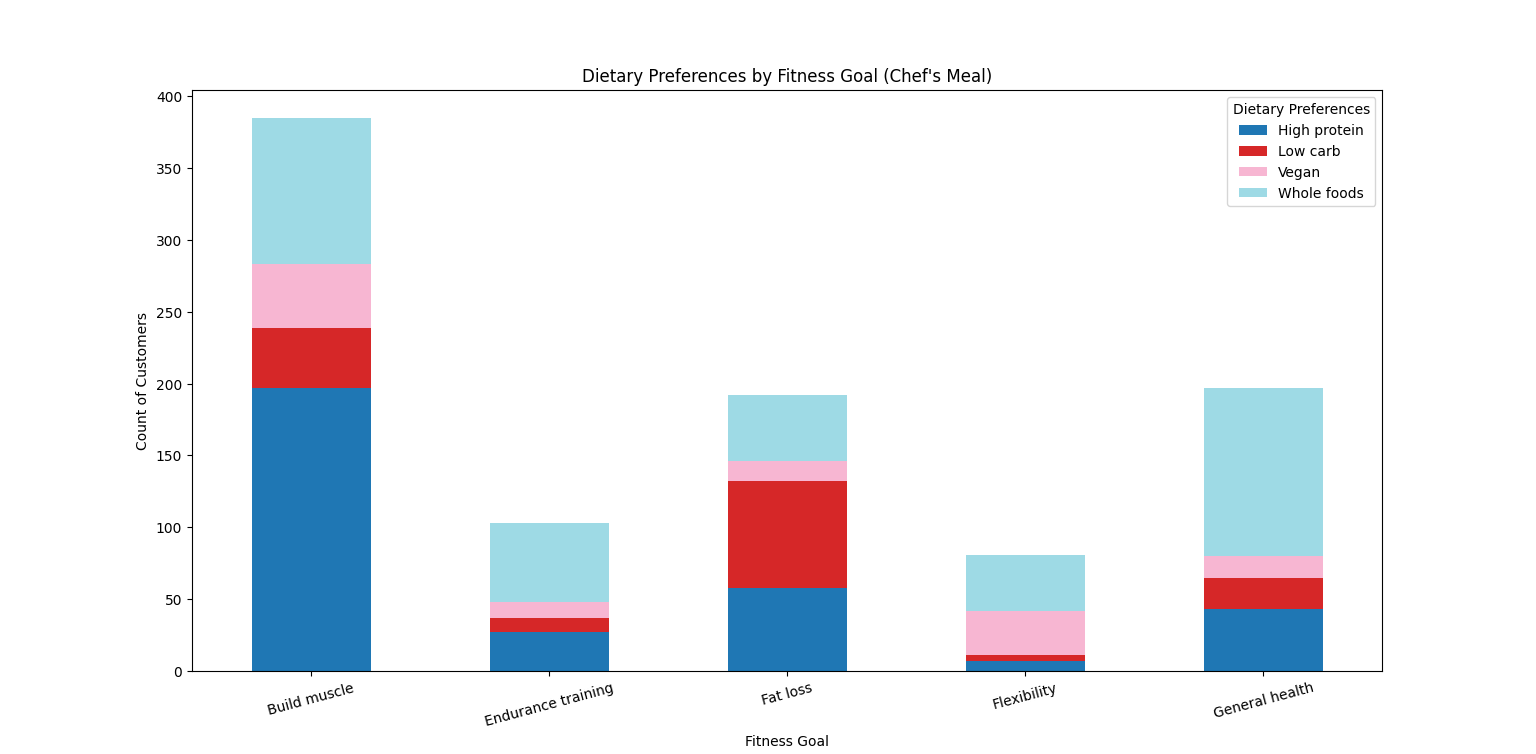 Dietary Preferences by Fitness Goal (Chef's Meal)
Dietary Preferences
High protein
Low carb
Vegan
Whole foods
Count of Customers
400
350
300
250
200
150
100
50
0
Build muscle
Endurance training
Fat loss
Flexibility
General health
Fitness Goal